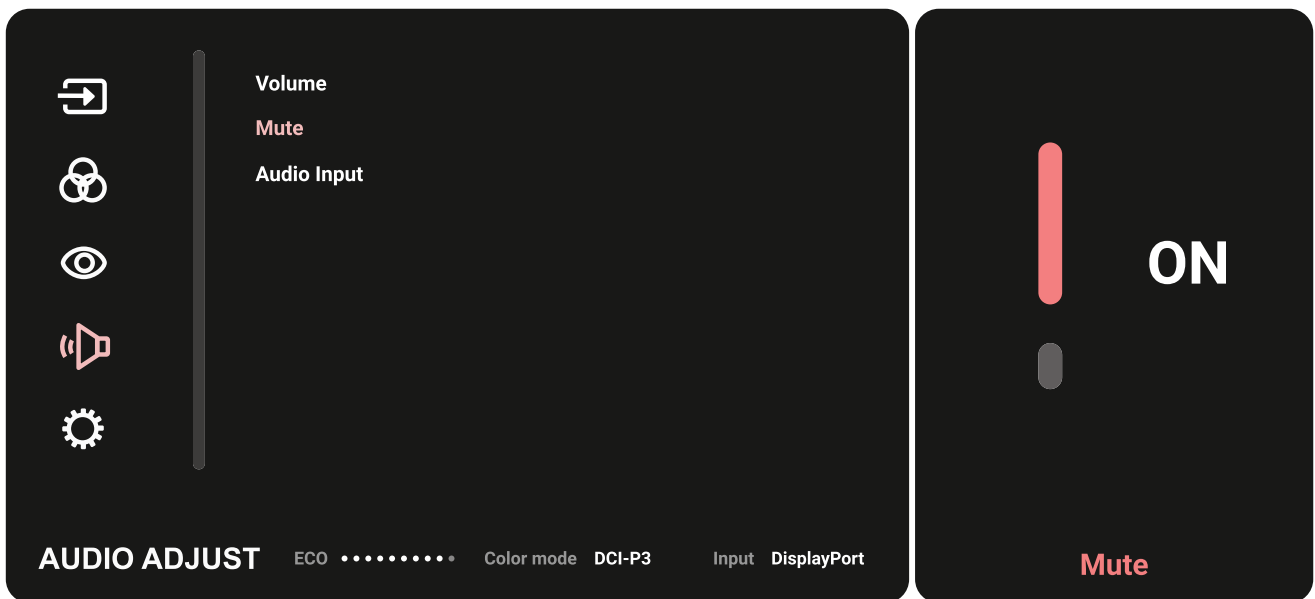 Volume
Mute
Audio Input
AUDIO ADJUST ECO Color mode DCI-P3 Input DisplayPort
ON
Mute